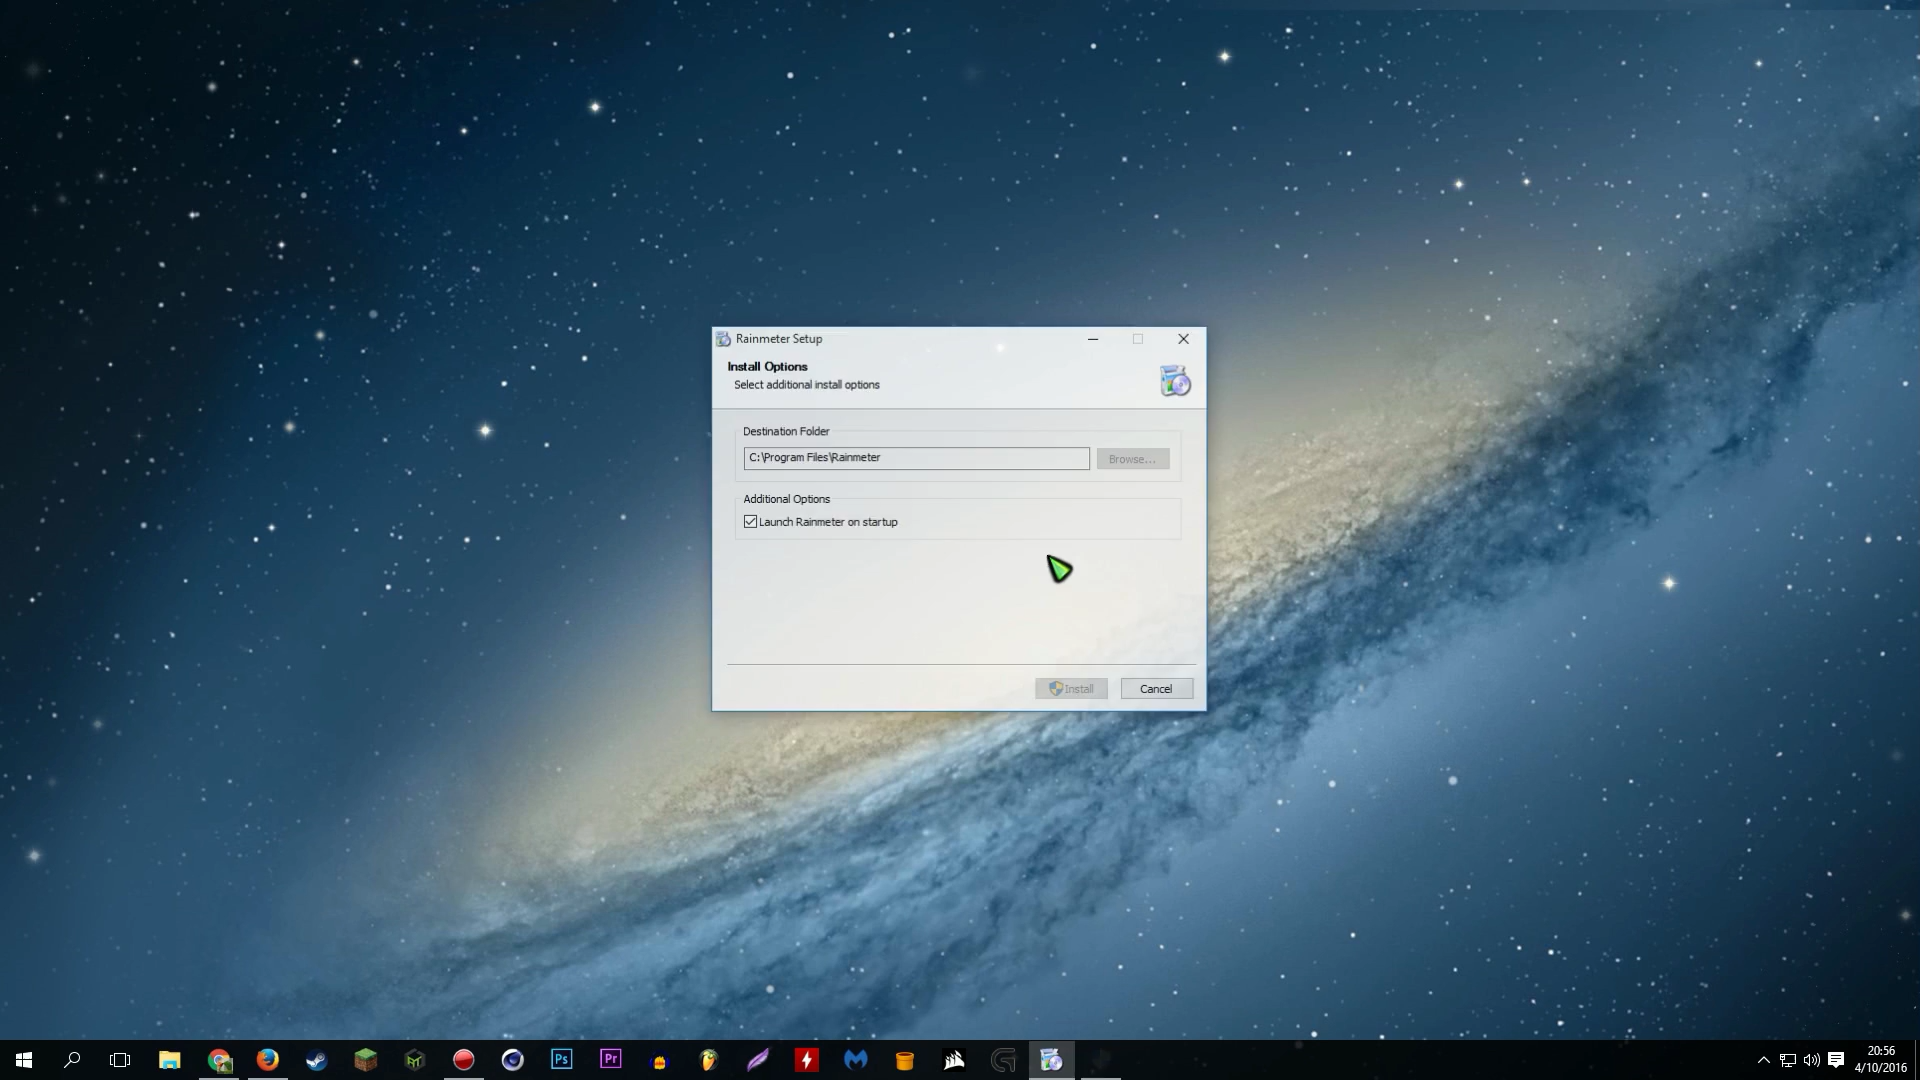 Rainmeter Setup
Install Options
Select additional install options
Destination Folder
C:\Program Files\Rainmeter
Browse...
Additional Options
Launch Rainmeter on startup
Install
Cancel
Ps
Pr
20:56
4/10/2016